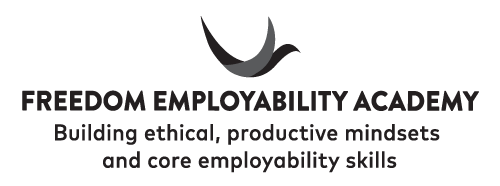 FREEDOM EMPLOYABILITY ACADEMY
Building ethical, productive mindsets
and core employability skills